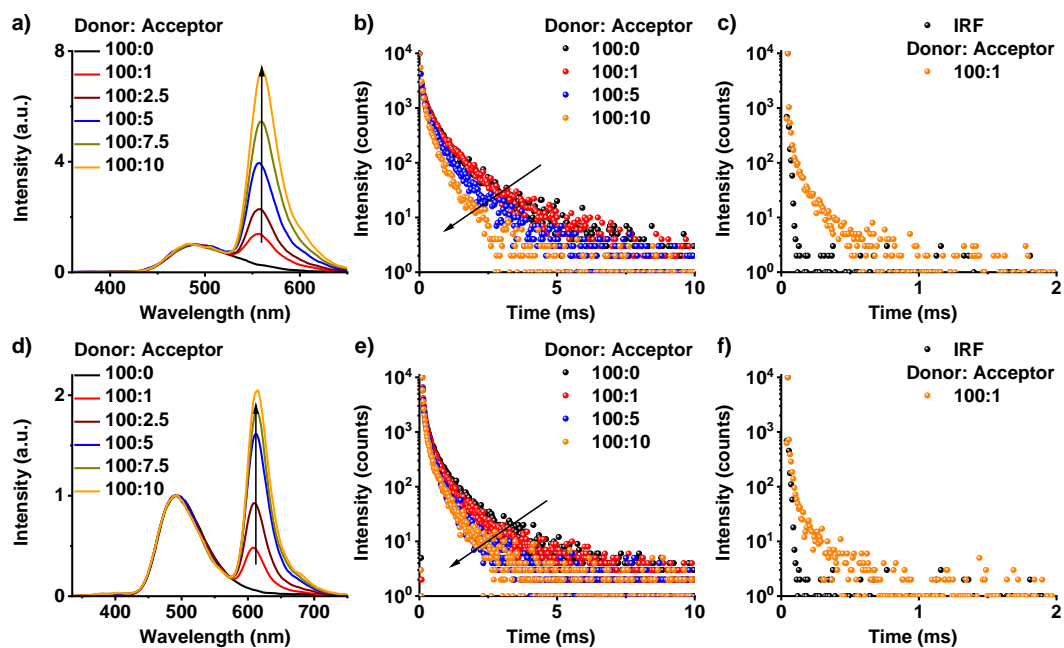 a)
Donor: Acceptor
100:0
100:1
100:2.5
100:5
100:7.5
100:10
8
4
0
Intensity (a.u.)
400 500 600
Wavelength (nm)
b)
Donor: Acceptor
100:0
100:1
100:5
100:10
10^4
10^3
10^2
10^1
10^0
Intensity (counts)
0 5 10
Time (ms)
c)
IRF
Donor: Acceptor
100:1
10^4
10^3
10^2
10^1
10^0
Intensity (counts)
0 1 2
Time (ms)
d)
Donor: Acceptor
100:0
100:1
100:2.5
100:5
100:7.5
100:10
2
1
0
Intensity (a.u.)
400 500 600 700
Wavelength (nm)
e)
Donor: Acceptor
100:0
100:1
100:5
100:10
10^4
10^3
10^2
10^1
10^0
Intensity (counts)
0 5 10
Time (ms)
f)
IRF
Donor: Acceptor
100:1
10^4
10^3
10^2
10^1
10^0
Intensity (counts)
0 1 2
Time (ms)